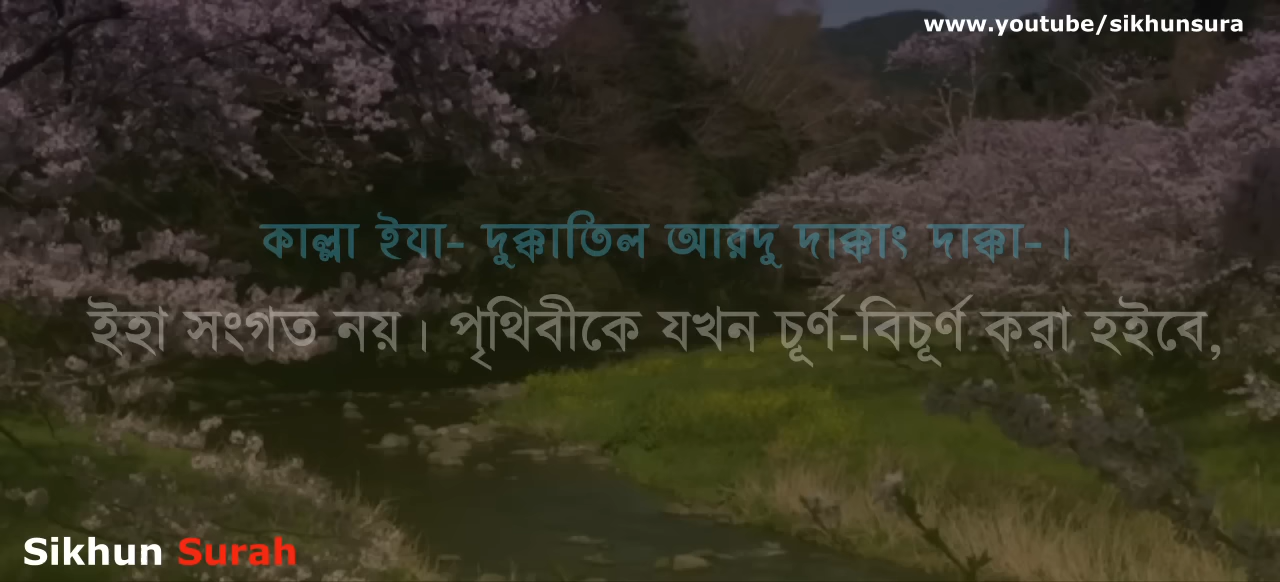 www.youtube/sikhunsura
কাল্লা ইযা- দুক্কাতিল আরদু দাক্কাং দাক্কা- ।
ইহা সংগত নয়। পৃথিবীকে যখন চূর্ণ-বিচূর্ণ করা হইবে,
Sikhun Surah